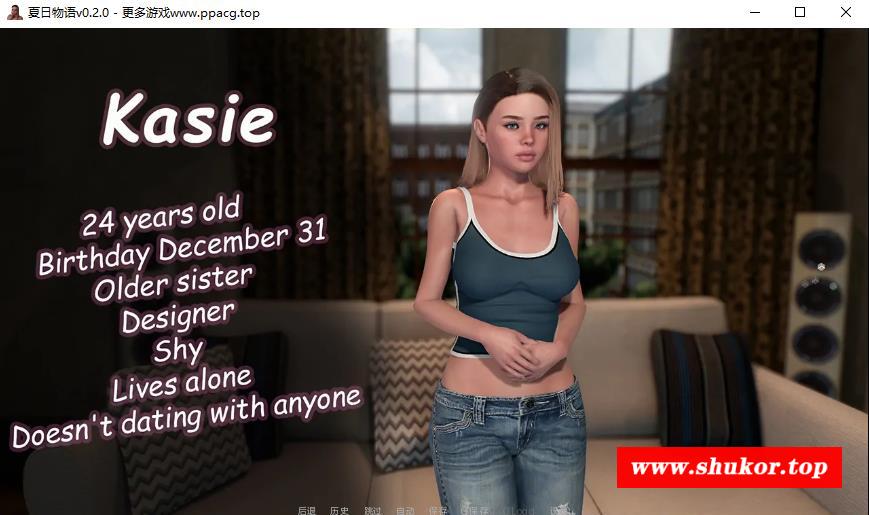 夏日物语v0.2.0 - 更多游戏www.ppacg.top
Kasie
24 years old
Birthday December 31
Older sister
Designer
Shy
Lives alone
Doesn't dating with anyone
www.shukor.top
后退 历史 跳过 自动 保存